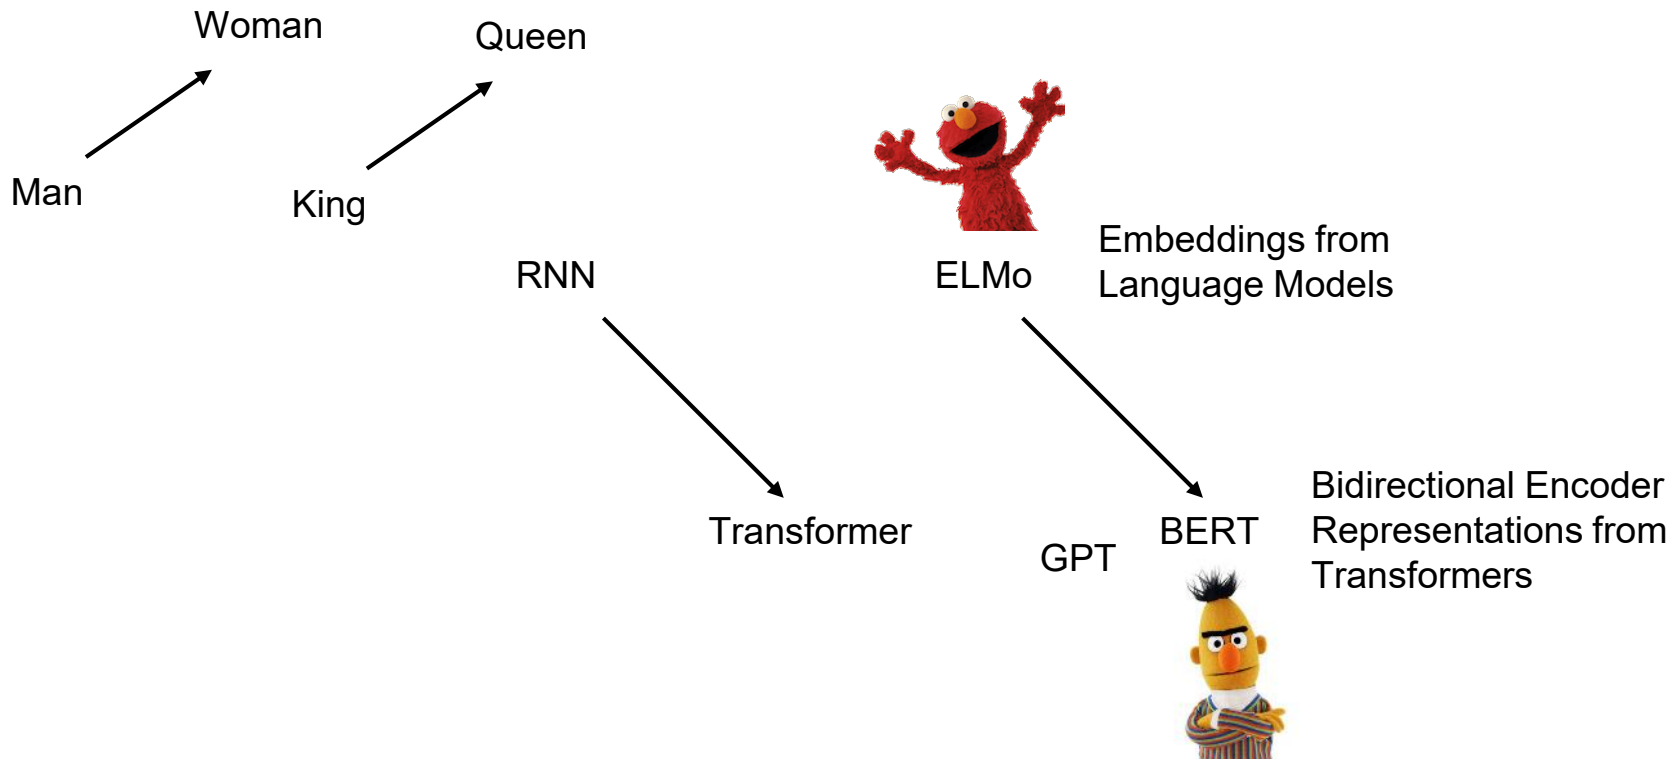 Woman
Queen
Man
King
RNN
ELMo
Embeddings from
Language Models
Transformer
GPT
BERT
Bidirectional Encoder
Representations from
Transformers